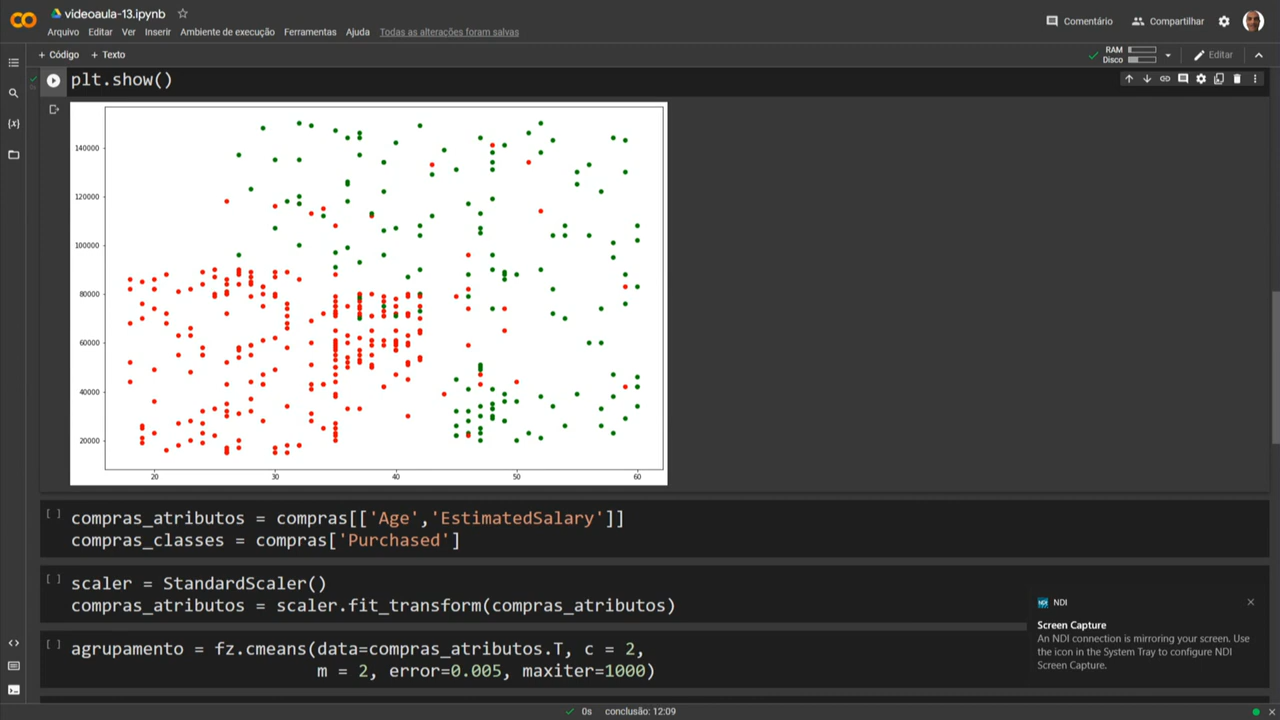 videoaula-13.ipynb
Comentário
Compartilhar
Arquivo Editar Ver Inserir Ambiente de execução Ferramentas Ajuda Todas as alterações foram salvas
+ Código + Texto
RAM
Disco
Editar
plt.show()
140000
120000
100000
80000
60000
40000
20000
20 30 40 50 60
[ ] compras_atributos = compras[['Age','EstimatedSalary']]
compras_classes = compras['Purchased']
[ ] scaler = StandardScaler()
compras_atributos = scaler.fit_transform(compras_atributos)
[ ] agrupamento = fz.cmeans(data=compras_atributos.T, c = 2,
m = 2, error=0.005, maxiter=1000)
NDI
Screen Capture
An NDI connection is mirroring your screen. Use
the icon in the System Tray to configure NDI
Screen Capture.
0s conclusão: 12:09